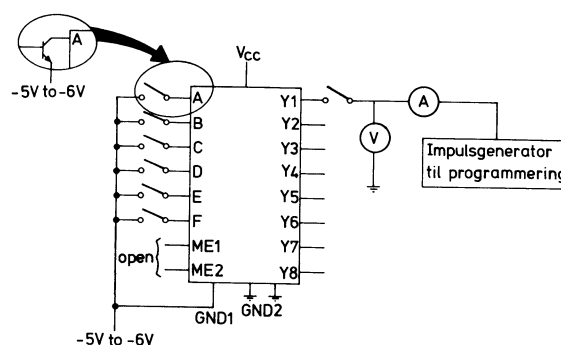 A
-5V to -6V
VCC
A
B
C
D
E
F
ME1
ME2
open
Y1
Y2
Y3
Y4
Y5
Y6
Y7
Y8
A
V
Impulsgenerator
til programmering
GND1
GND2
-5V to -6V